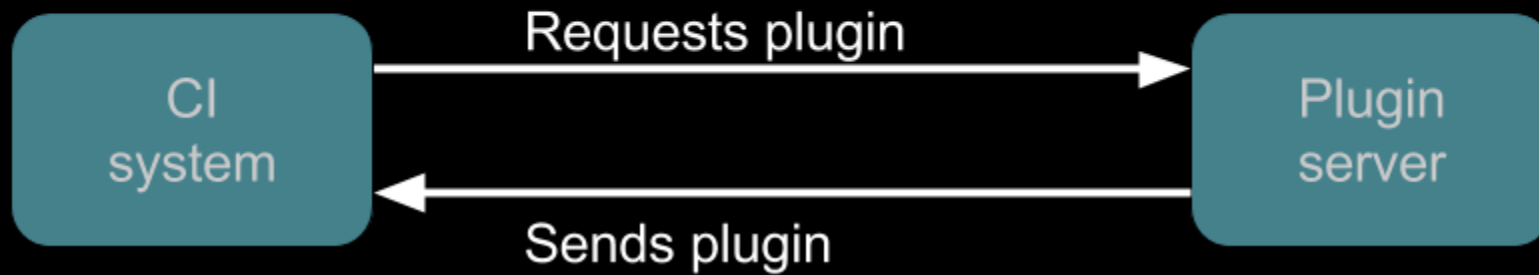 Requests plugin
CI
system
Plugin
server
Sends plugin